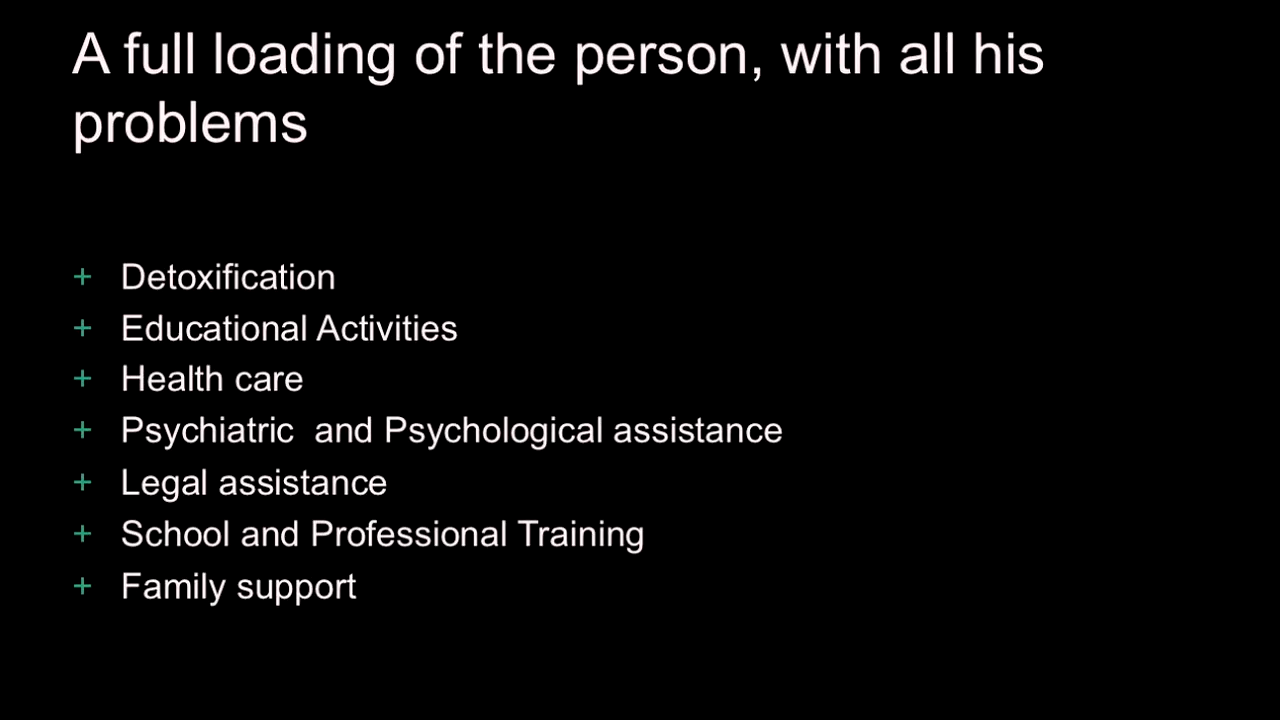 A full loading of the person, with all his
problems
+ Detoxification
+ Educational Activities
+ Health care
+ Psychiatric  and Psychological assistance
+ Legal assistance
+ School and Professional Training
+ Family support